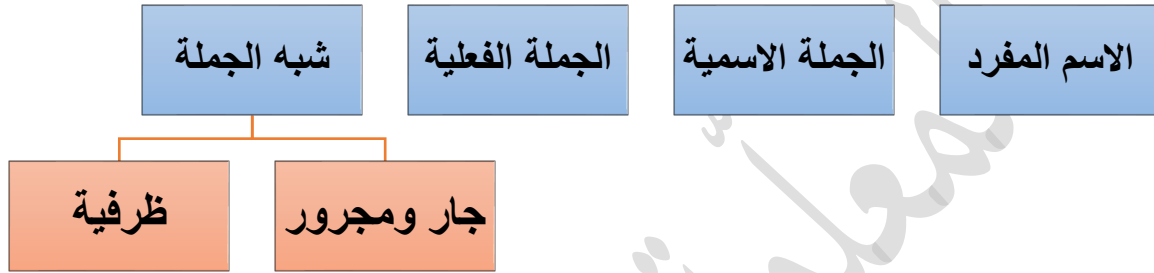 الاسم المفرد
الجملة الاسمية
الجملة الفعلية
شبه الجملة
جار ومجرور
ظرفية